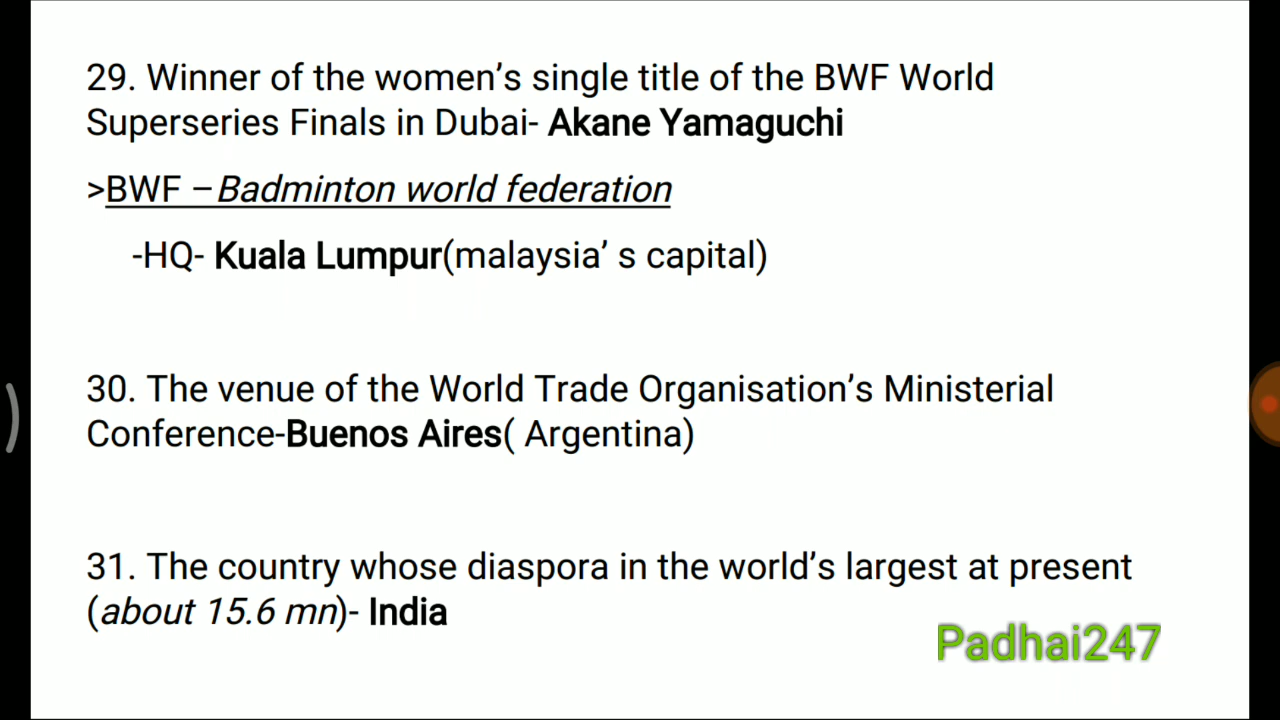 29. Winner of the women's single title of the BWF World
Superseries Finals in Dubai- Akane Yamaguchi
>BWF – Badminton world federation
-HQ- Kuala Lumpur(malaysia' s capital)
30. The venue of the World Trade Organisation's Ministerial
Conference-Buenos Aires( Argentina)
31. The country whose diaspora in the world's largest at present
(about 15.6 mn)- India
Padhai247